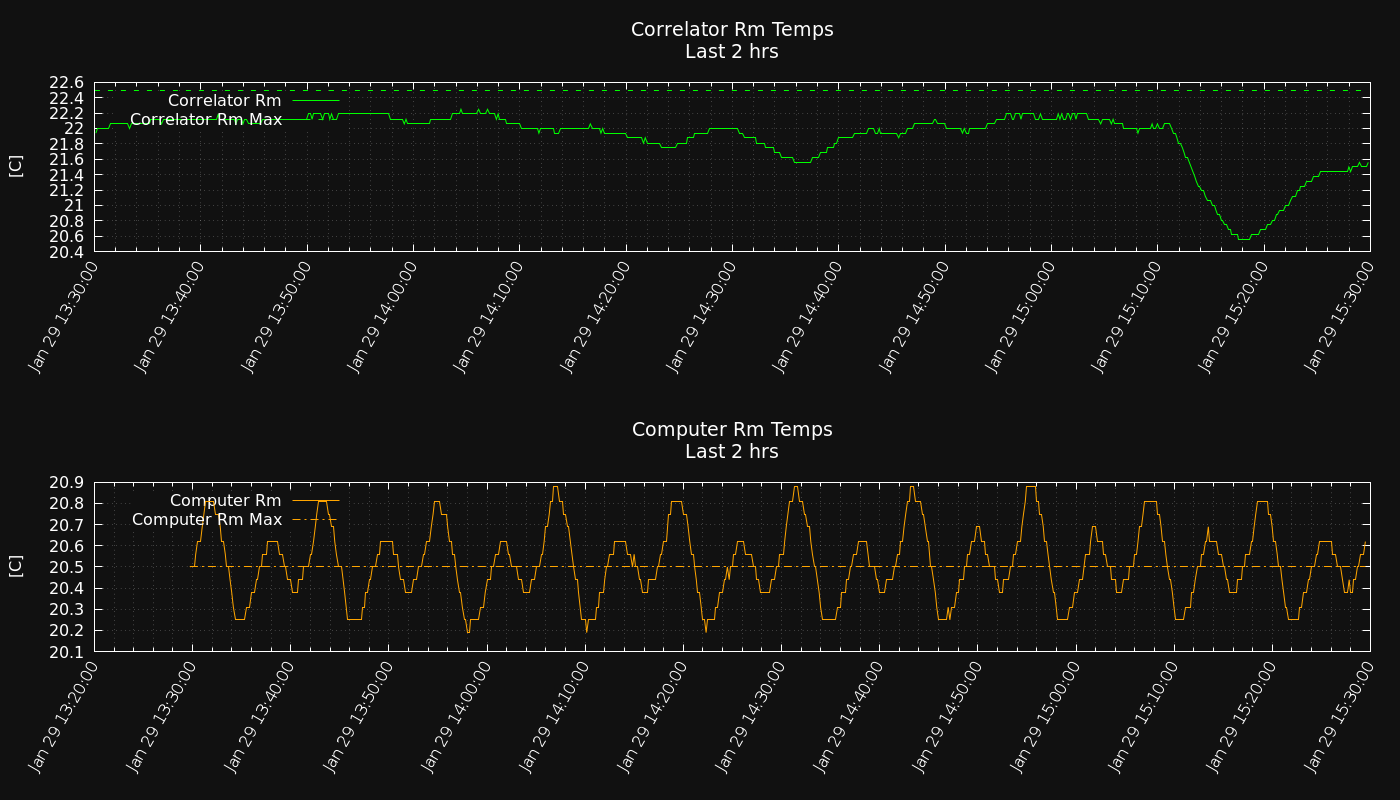 Correlator Rm Temps
Last 2 hrs
[C]
22.6
22.4
22.2
22
21.8
21.6
21.4
21.2
21
20.8
20.6
20.4
Correlator Rm
Correlator Rm Max
Jan 29 13:30:00
Jan 29 13:40:00
Jan 29 13:50:00
Jan 29 14:00:00
Jan 29 14:10:00
Jan 29 14:20:00
Jan 29 14:30:00
Jan 29 14:40:00
Jan 29 14:50:00
Jan 29 15:00:00
Jan 29 15:10:00
Jan 29 15:20:00
Jan 29 15:30:00
Computer Rm Temps
Last 2 hrs
[C]
20.9
20.8
20.7
20.6
20.5
20.4
20.3
20.2
20.1
Computer Rm
Computer Rm Max
Jan 29 13:20:00
Jan 29 13:30:00
Jan 29 13:40:00
Jan 29 13:50:00
Jan 29 14:00:00
Jan 29 14:10:00
Jan 29 14:20:00
Jan 29 14:30:00
Jan 29 14:40:00
Jan 29 14:50:00
Jan 29 15:00:00
Jan 29 15:10:00
Jan 29 15:20:00
Jan 29 15:30:00